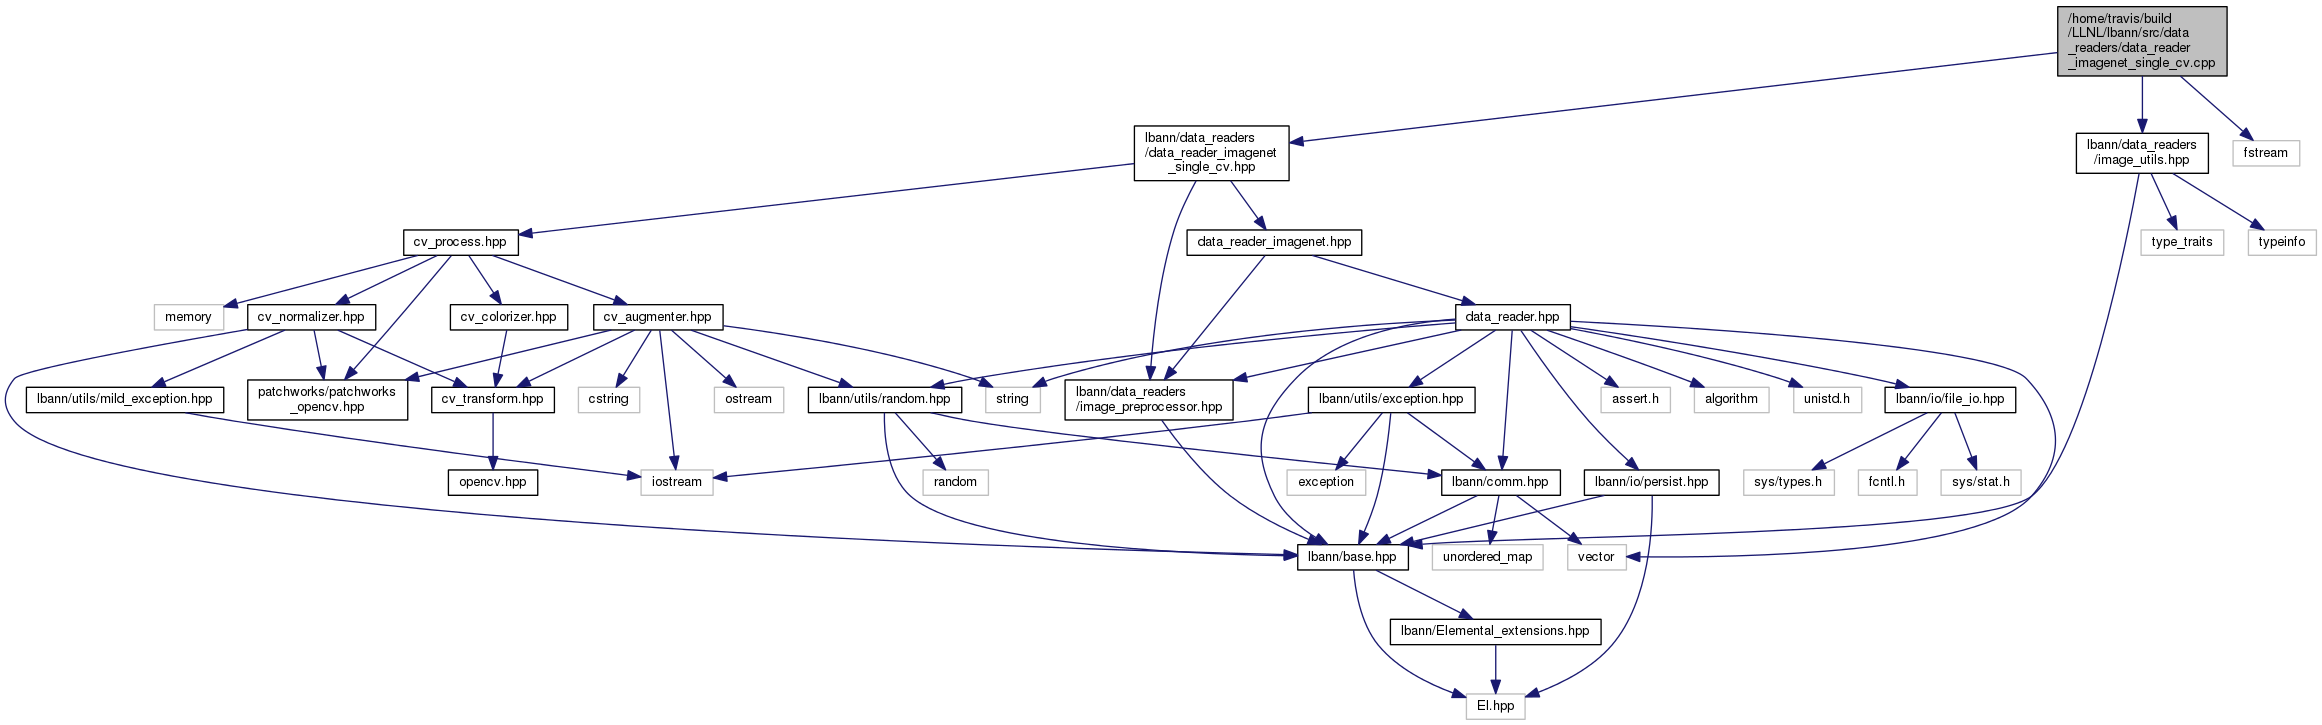 /home/travis/build
/LLNL/lbann/src/data
_readers/data_reader
_imagenet_single_cv.cpp
lbann/data_readers
/data_reader_imagenet
_single_cv.hpp
lbann/data_readers
/image_utils.hpp
fstream
cv_process.hpp
data_reader_imagenet.hpp
type_traits
typeinfo
memory
cv_normalizer.hpp
cv_colorizer.hpp
cv_augmenter.hpp
data_reader.hpp
lbann/utils/mild_exception.hpp
patchworks/patchworks
_opencv.hpp
cv_transform.hpp
cstring
ostream
lbann/utils/random.hpp
string
lbann/data_readers
/image_preprocessor.hpp
lbann/utils/exception.hpp
assert.h
algorithm
unistd.h
lbann/io/file_io.hpp
opencv.hpp
iostream
random
exception
lbann/comm.hpp
lbann/io/persist.hpp
sys/types.h
fcntl.h
sys/stat.h
lbann/base.hpp
unordered_map
vector
lbann/Elemental_extensions.hpp
El.hpp